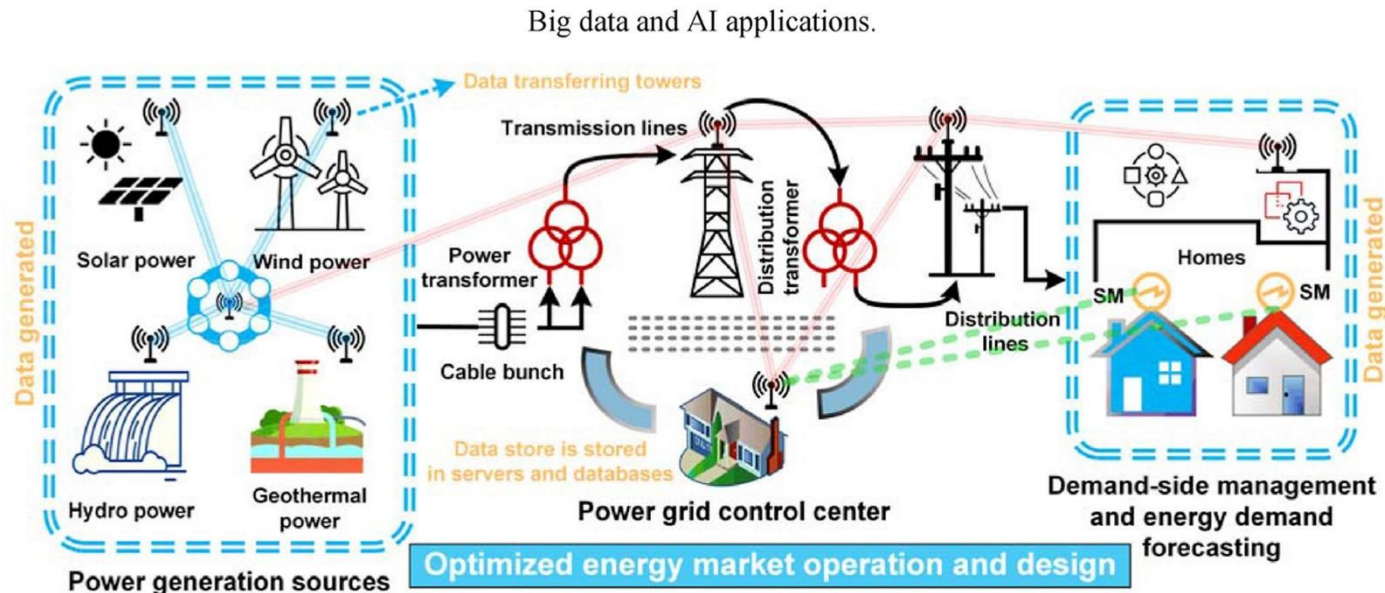 Big data and AI applications.
Data transferring towers
Transmission lines
Data generated
Solar power
Wind power
Power
transformer
Distribution
transformer
Homes
SM
SM
Data generated
Cable bunch
Distribution
lines
Hydro power
Geothermal
power
Data store is stored
in servers and databases
Power grid control center
Demand-side management
and energy demand
forecasting
Power generation sources
Optimized energy market operation and design